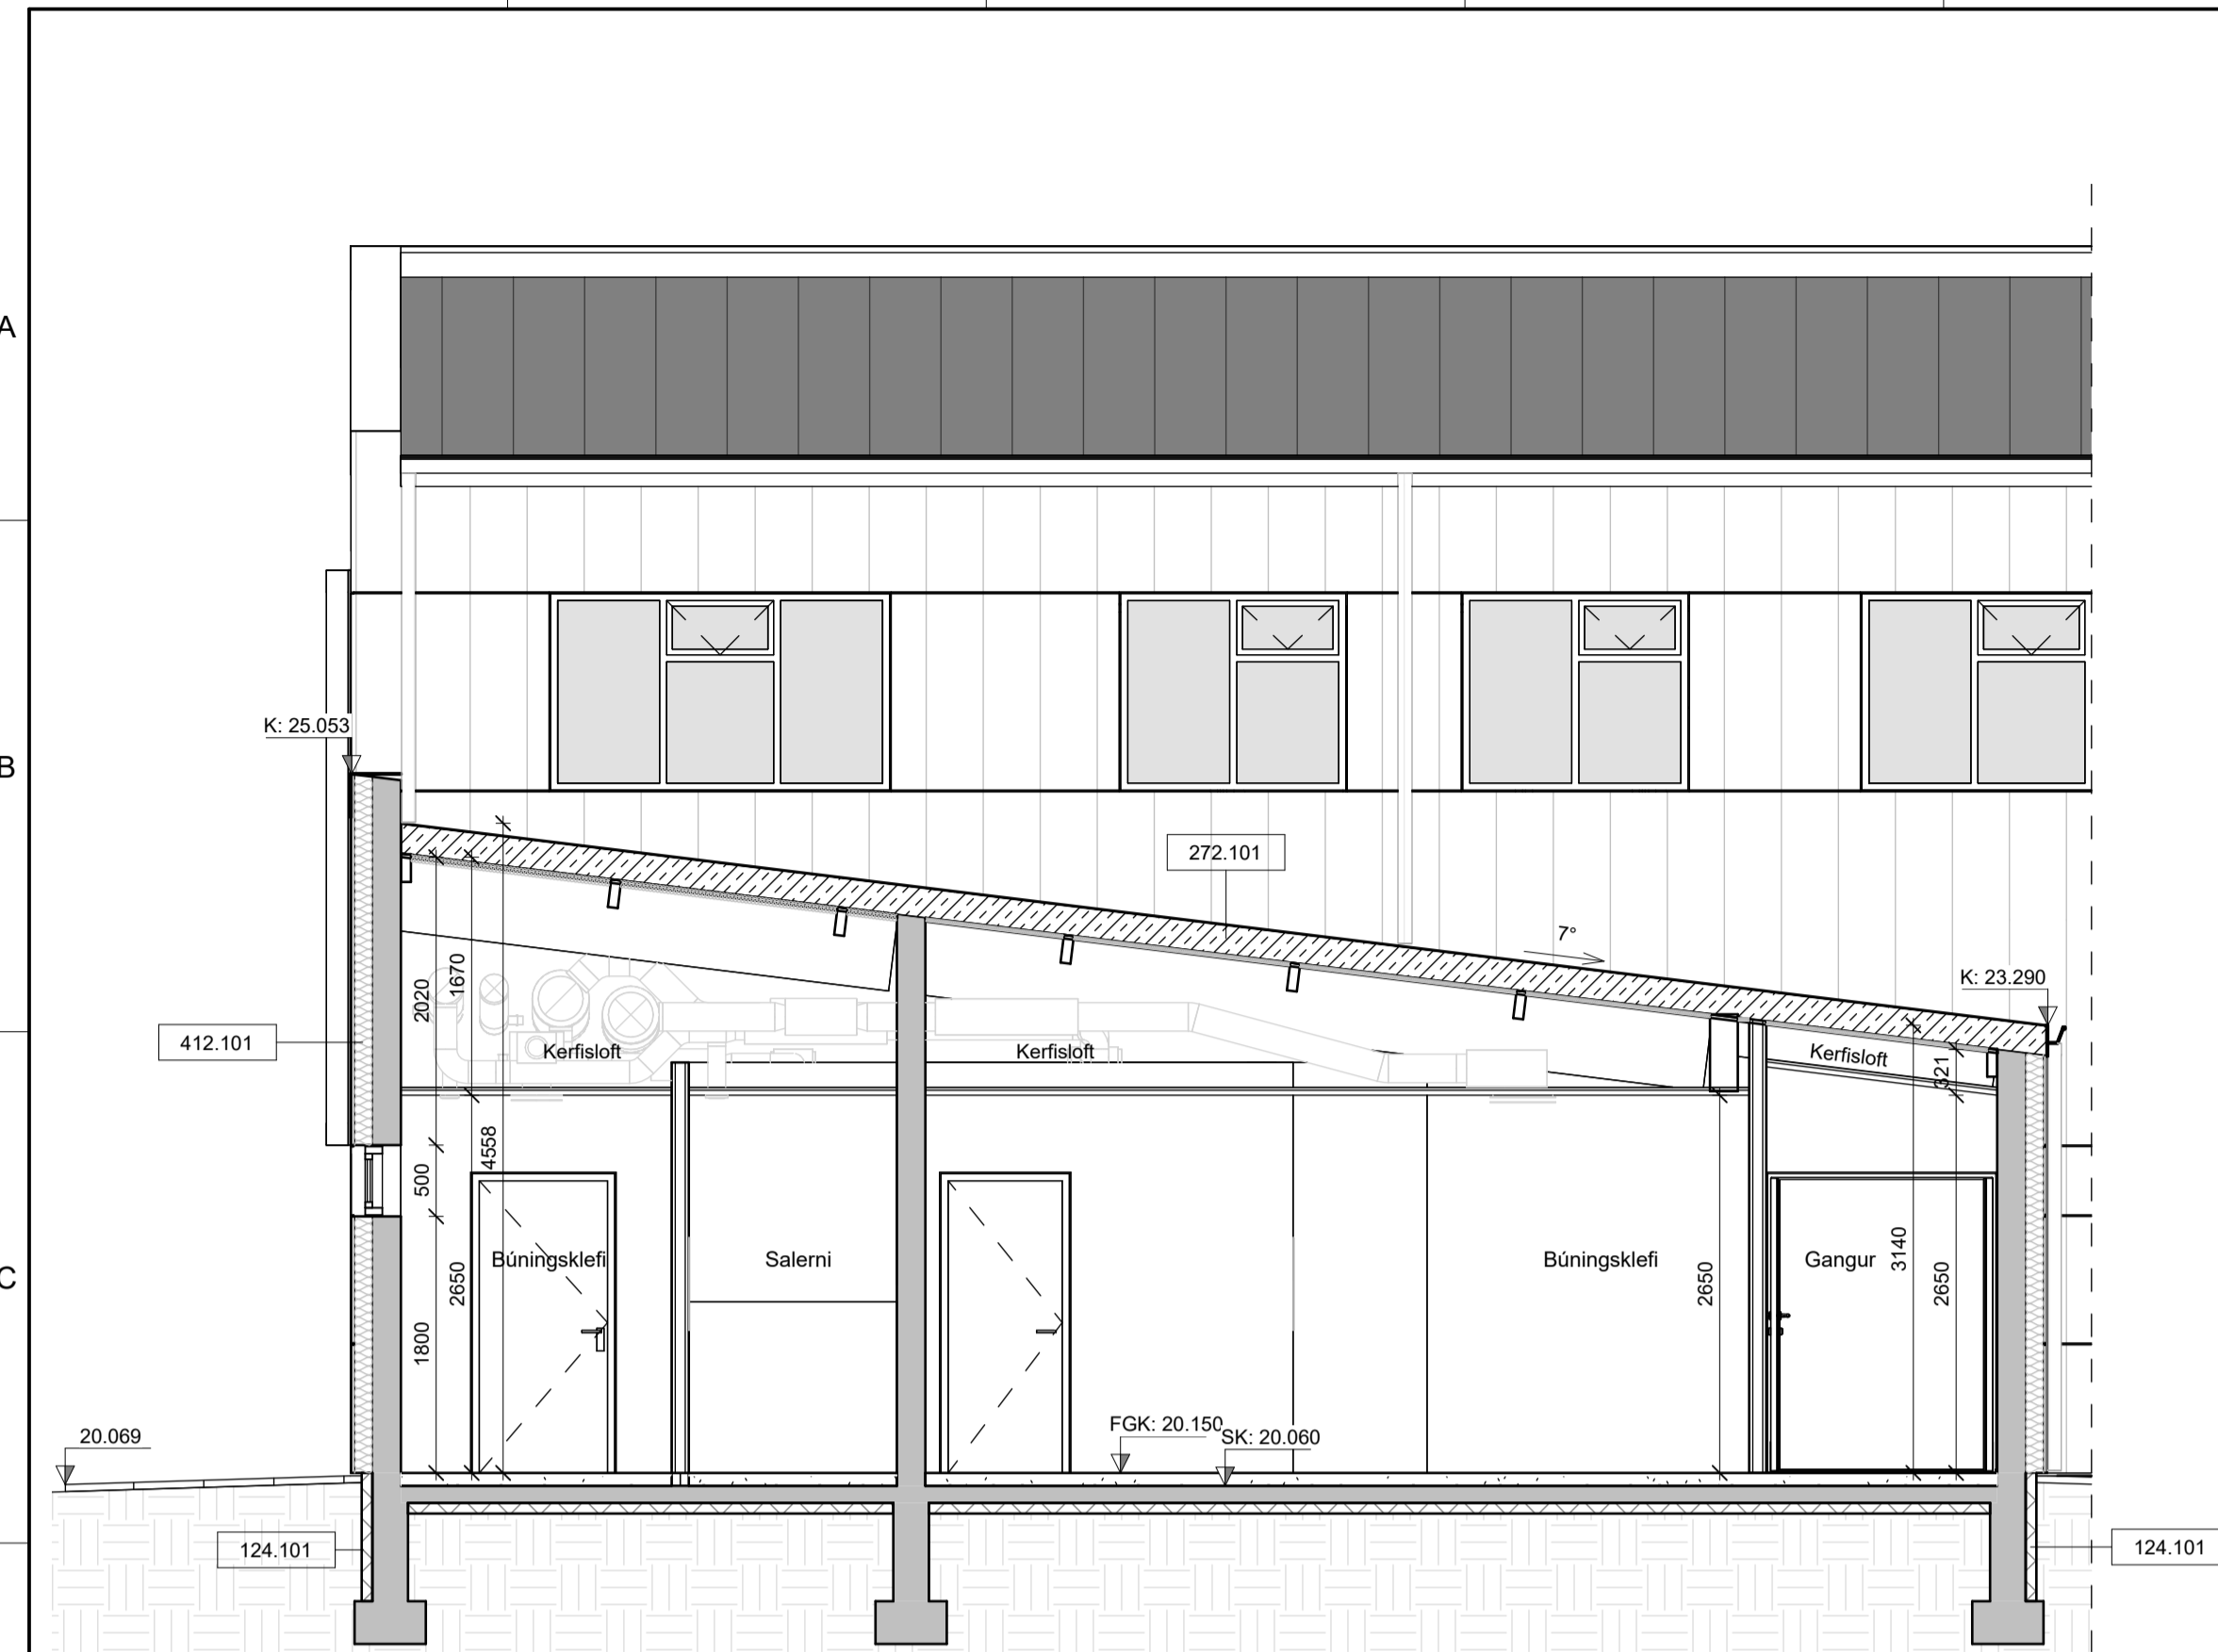 A
B
K: 25.053
272.101
7°
K: 23.290
1670
2020
412.101
Kerfisloft
Kerfisloft
Kerfisloft
321
4558
500
Búningsklefi
Salerni
Búningsklefi
Gangur
3140
C
2650
2650
2650
1800
FGK: 20.150
SK: 20.060
20.069
124.101
124.101